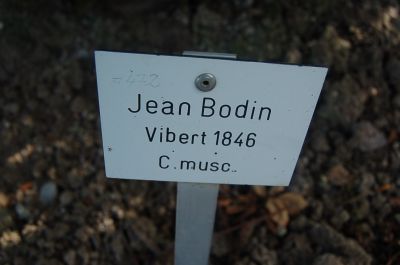 Jean Bodin
Vibert 1846
C.musc.